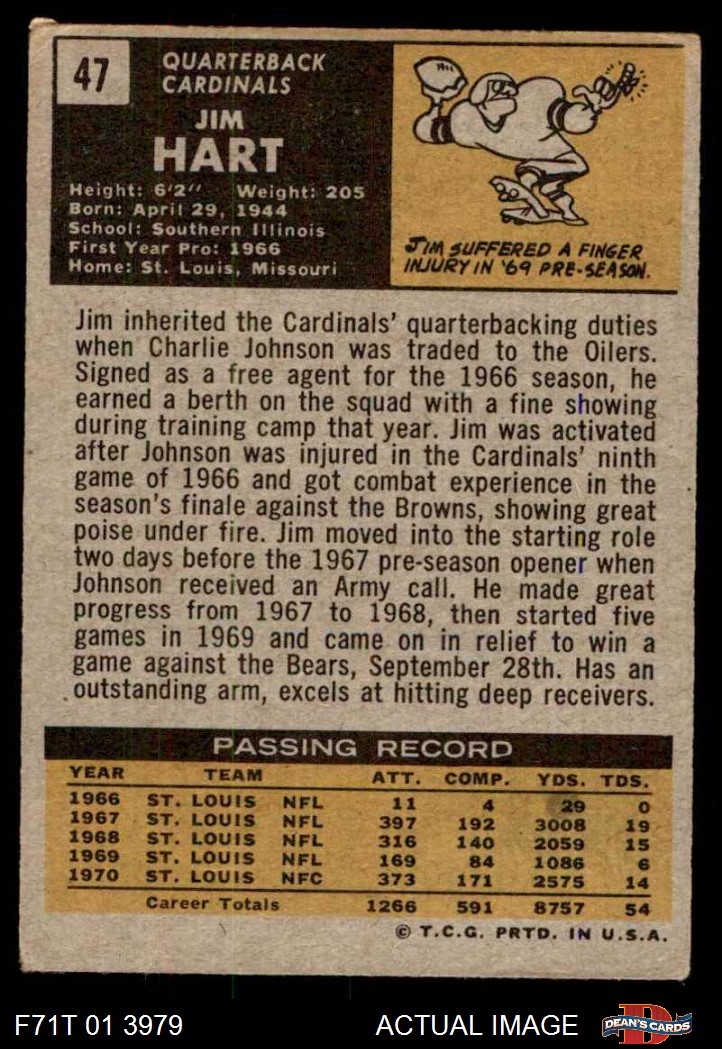 47
QUARTERBACK
CARDINALS
JIM
HART
Height: 6'2" Weight: 205
Born: April 29, 1944
School: Southern Illinois
First Year Pro: 1966
Home: St. Louis, Missouri
JIM SUFFERED A FINGER
INJURY IN '69 PRE-SEASON.
Jim inherited the Cardinals' quarterbacking duties
when Charlie Johnson was traded to the Oilers.
Signed as a free agent for the 1966 season, he
earned a berth on the squad with a fine showing
during training camp that year. Jim was activated
after Johnson was injured in the Cardinals' ninth
game of 1966 and got combat experience in the
season's finale against the Browns, showing great
poise under fire. Jim moved into the starting role
two days before the 1967 pre-season opener when
Johnson received an Army call. He made great
progress from 1967 to 1968, then started five
games in 1969 and came on in relief to win a
game against the Bears, September 28th. Has an
outstanding arm, excels at hitting deep receivers.
PASSING RECORD
YEAR TEAM ATT. COMP. YDS. TDS.
1966 ST. LOUIS NFL 11 4 29 0
1967 ST. LOUIS NFL 397 192 3008 19
1968 ST. LOUIS NFL 316 140 2059 15
1969 ST. LOUIS NFL 169 84 1086 6
1970 ST. LOUIS NFC 373 171 2575 14
Career Totals 1266 591 8757 54
© T.C.G. PRTD. IN U.S.A.
F71T 01 3979 ACTUAL IMAGE D DEAN'S CARDS